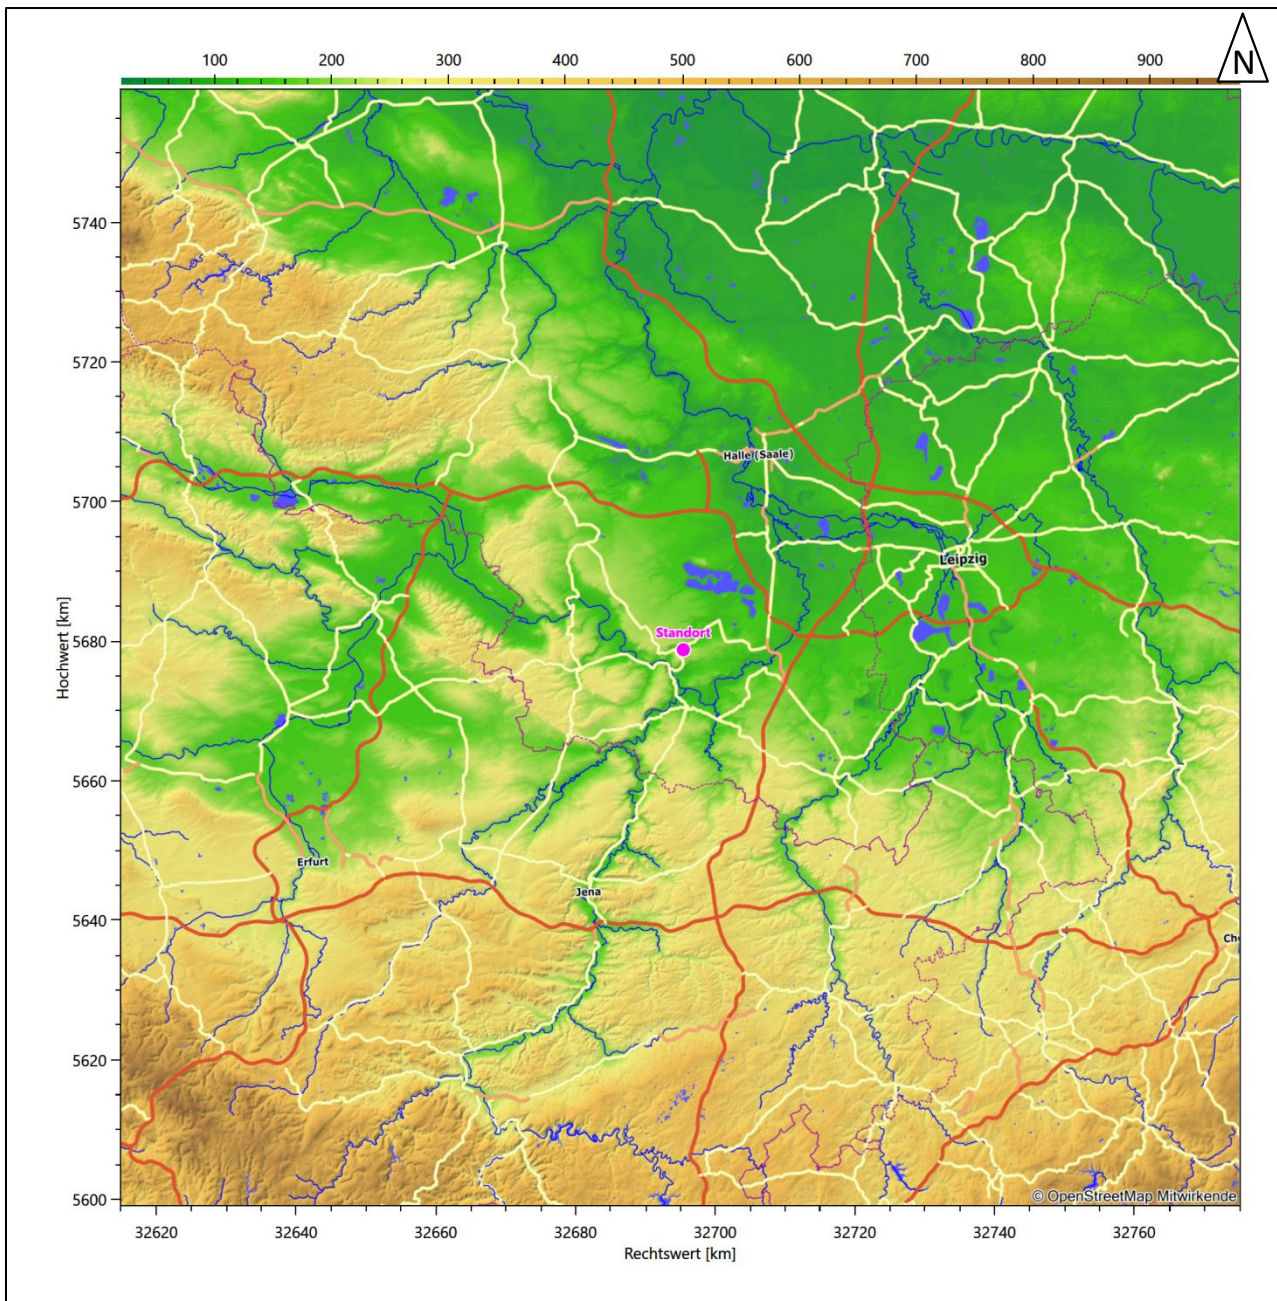 N
100 200 300 400 500 600 700 800 900
5740
5720
Halle (Saale)
5700
Leipzig
Hochwert [km]
5680
Standort
5660
Erfurt
Jena
5640
Che
5620
5600
© OpenStreetMap Mitwirkende
32620 32640 32660 32680 32700 32720 32740 32760
Rechtswert [km]